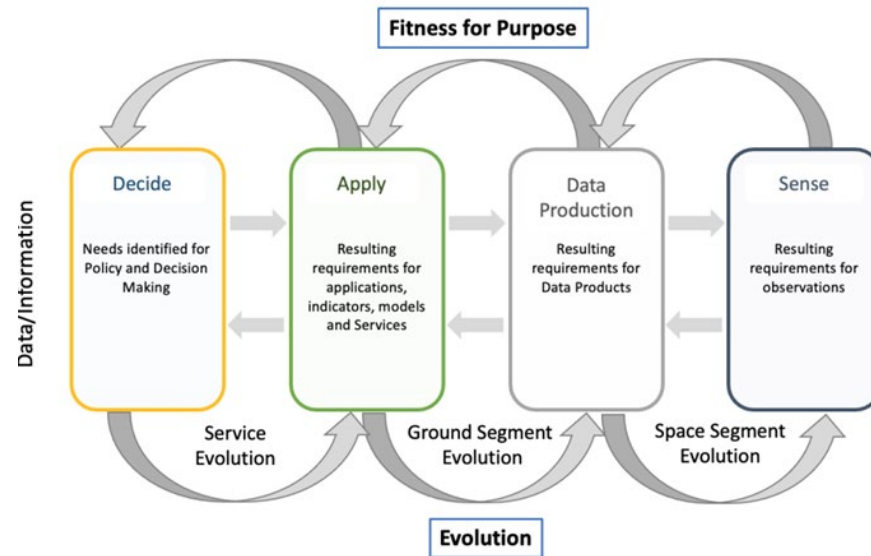 Fitness for Purpose
Data/Information
Decide
Needs identified for
Policy and Decision
Making
Apply
Resulting
requirements for
applications,
indicators, models
and Services
Data
Production
Resulting
requirements for
Data Products
Sense
Resulting
requirements for
observations
Service
Evolution
Ground Segment
Evolution
Space Segment
Evolution
Evolution